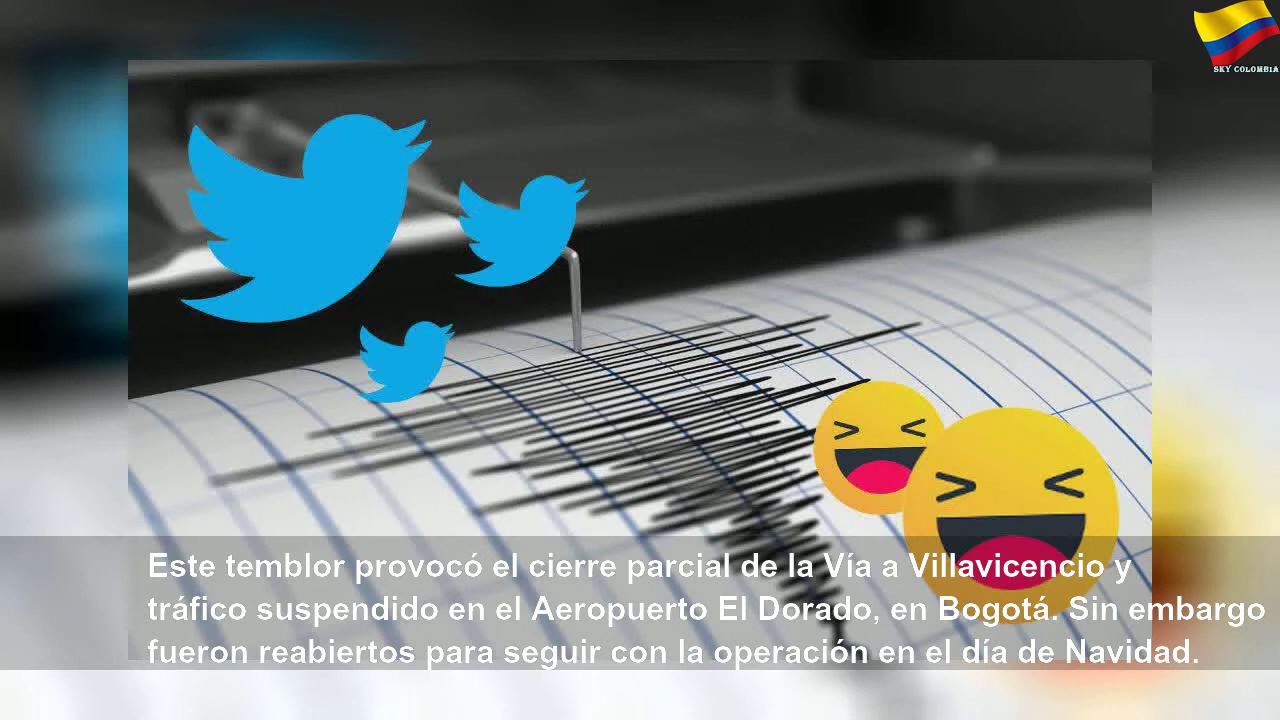 SKY COLOMBIA
Este temblor provocó el cierre parcial de la Vía a Villavicencio y
tráfico suspendido en el Aeropuerto El Dorado, en Bogotá. Sin embargo
fueron reabiertos para seguir con la operación en el día de Navidad.